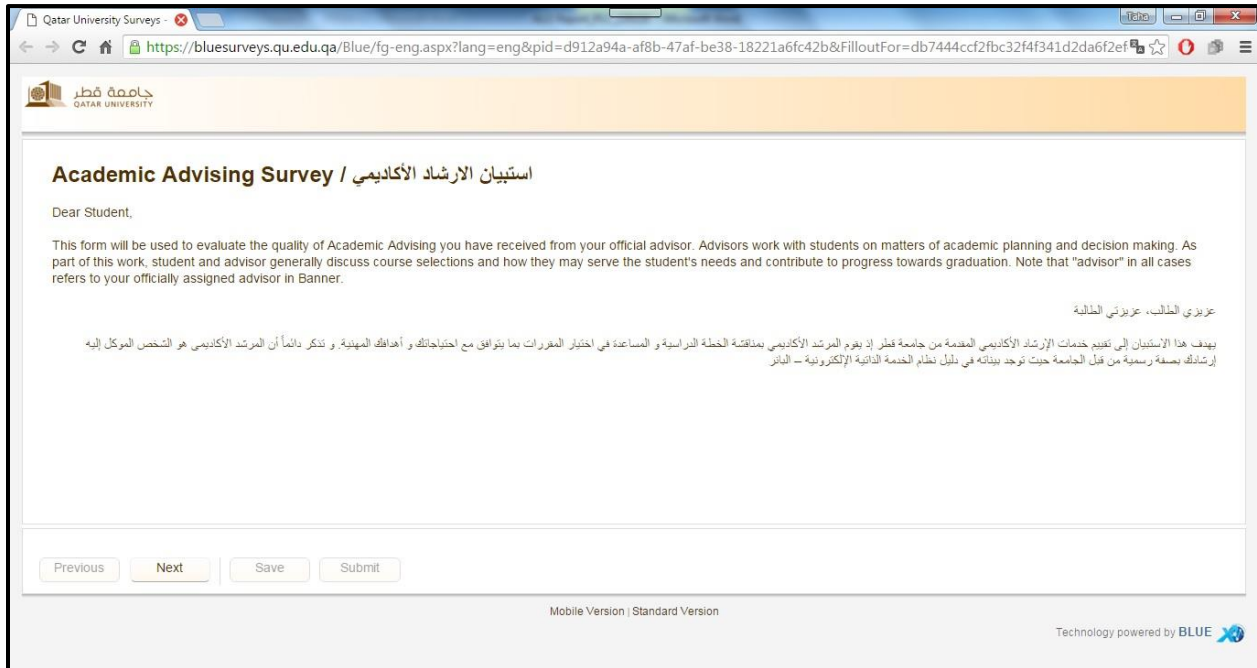 Qatar University Surveys -
Taha
https://bluesurveys.qu.edu.qa/Blue/fg-eng.aspx?lang=eng&pid=d912a94a-af8b-47af-be38-18221a6fc42b&FilloutFor=db7444ccf2fbc32f4f341d2da6f2ef
جامعة قطر
QATAR UNIVERSITY
Academic Advising Survey / استبيان الارشاد الأكاديمي
Dear Student,
This form will be used to evaluate the quality of Academic Advising you have received from your official advisor. Advisors work with students on matters of academic planning and decision making. As
part of this work, student and advisor generally discuss course selections and how they may serve the student's needs and contribute to progress towards graduation. Note that "advisor" in all cases
refers to your officially assigned advisor in Banner.
عزيزي الطالب، عزيزتي الطالبة
يهدف هذا الاستبيان إلى تقييم خدمات الإرشاد الأكاديمي المقدمة من جامعة قطر إذ يقوم المرشد الأكاديمي بمناقشة الخطة الدراسية و المساعدة في اختيار المقررات بما يتوافق مع احتياجاتك و أهدافك المهنية. و تذكر دائماً أن المرشد الأكاديمي هو الشخص الموكل إليه
إرشادك بصفة رسمية من قبل الجامعة حيث توجد بيناته في دليل نظام الخدمة الذاتية الإلكترونية – البانر
Previous Next Save Submit
Mobile Version | Standard Version
Technology powered by BLUE